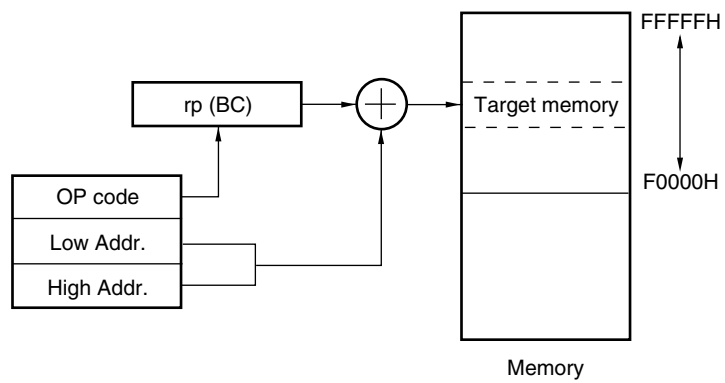 FFFFFH
rp (BC)
Target memory
OP code
F0000H
Low Addr.
High Addr.
Memory